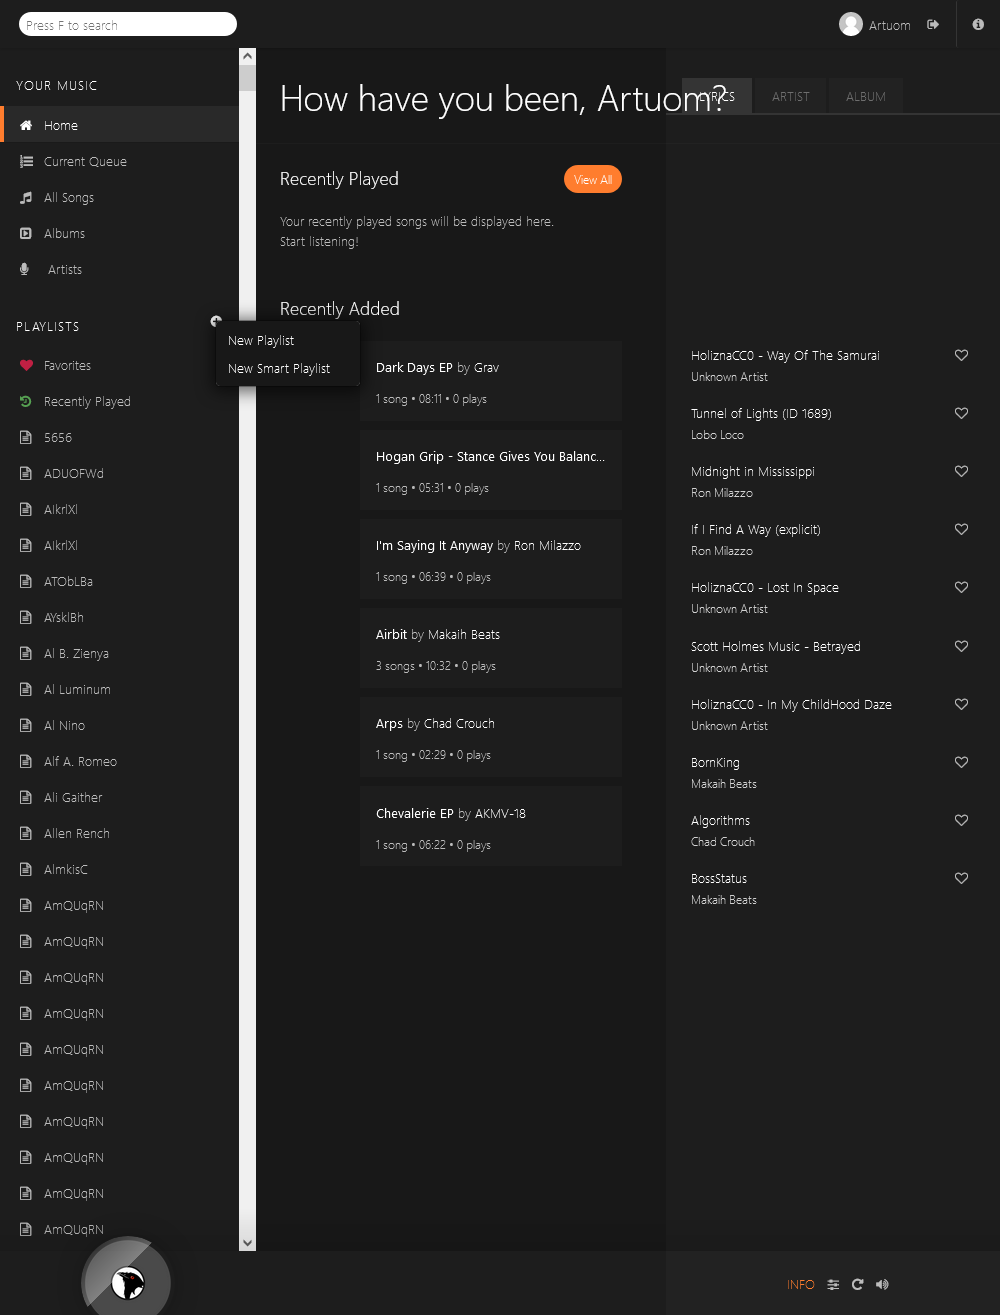 Press F to search
Artuom
YOUR MUSIC
Home
Current Queue
All Songs
Albums
Artists
PLAYLISTS
Favorites
Recently Played
5656
ADUOFWd
AIkrlXl
AIkrlXl
ATObLBa
AYsklBh
Al B. Zienya
Al Luminum
Al Nino
Alf A. Romeo
Ali Gaither
Allen Rench
AlmkisC
AmQUqRN
AmQUqRN
AmQUqRN
AmQUqRN
AmQUqRN
AmQUqRN
AmQUqRN
AmQUqRN
AmQUqRN
AmQUqRN
New Playlist
New Smart Playlist
How have you been, Artuom?
Recently Played
View All
Your recently played songs will be displayed here.
Start listening!
Recently Added
Dark Days EP by Grav
1 song • 08:11 • 0 plays
Hogan Grip - Stance Gives You Balanc...
1 song • 05:31 • 0 plays
I'm Saying It Anyway by Ron Milazzo
1 song • 06:39 • 0 plays
Airbit by Makaih Beats
3 songs • 10:32 • 0 plays
Arps by Chad Crouch
1 song • 02:29 • 0 plays
Chevalerie EP by AKMV-18
1 song • 06:22 • 0 plays
LYRICS
ARTIST
ALBUM
HoliznaCC0 - Way Of The Samurai
Unknown Artist
Tunnel of Lights (ID 1689)
Lobo Loco
Midnight in Mississippi
Ron Milazzo
If I Find A Way (explicit)
Ron Milazzo
HoliznaCC0 - Lost In Space
Unknown Artist
Scott Holmes Music - Betrayed
Unknown Artist
HoliznaCC0 - In My ChildHood Daze
Unknown Artist
BornKing
Makaih Beats
Algorithms
Chad Crouch
BossStatus
Makaih Beats
INFO